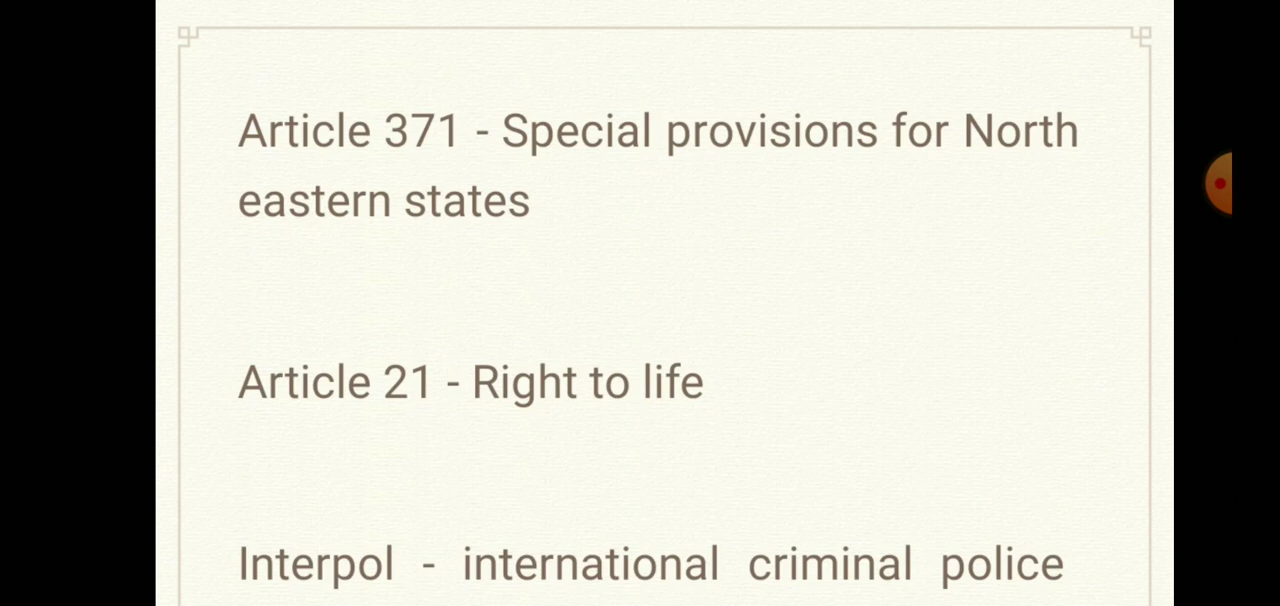 Article 371 - Special provisions for North
eastern states
Article 21 - Right to life
Interpol - international criminal police